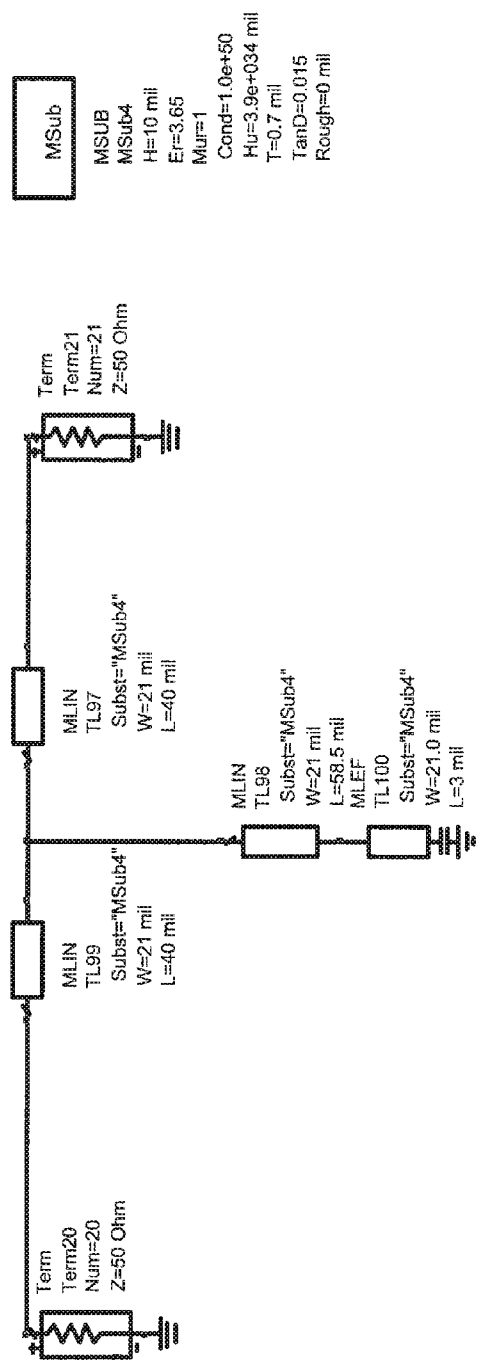 Term
Term20
Num=20
Z=50 Ohm
MLIN
TL99
Subst="MSub4"
W=21 mil
L=40 mil
MLIN
TL97
Subst="MSub4"
W=21 mil
L=40 mil
Term
Term21
Num=21
Z=50 Ohm
MLIN
TL98
Subst="MSub4"
W=21 mil
L=58.5 mil
MLEF
TL100
Subst="MSub4"
W=21.0 mil
L=3 mil
MSub
MSUB
MSub4
H=10 mil
Er=3.65
Mur=1
Cond=1.0e+50
Hu=3.9e+034 mil
T=0.7 mil
TanD=0.015
Rough=0 mil